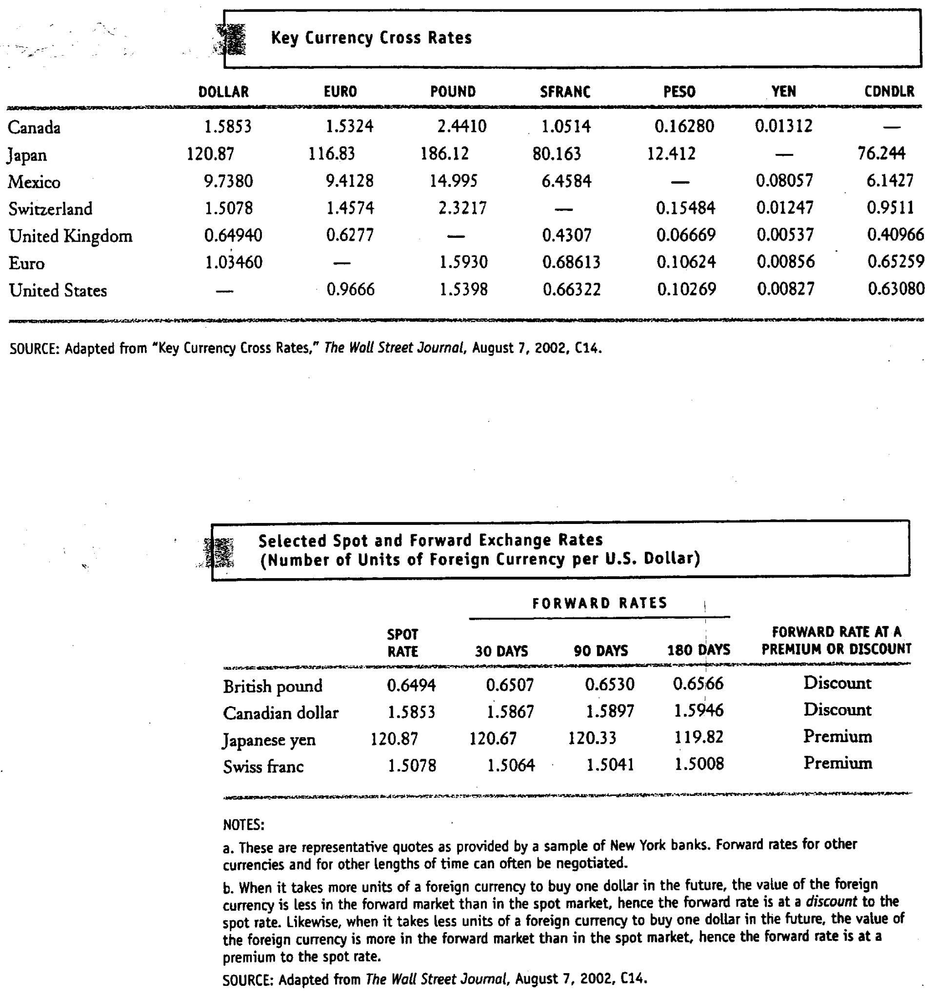 Key Currency Cross Rates
DOLLAR EURO POUND SFRANC PESO YEN CDNDLR
Canada 1.5853 1.5324 2.4410 1.0514 0.16280 0.01312 —
Japan 120.87 116.83 186.12 80.163 12.412 — 76.244
Mexico 9.7380 9.4128 14.995 6.4584 — 0.08057 6.1427
Switzerland 1.5078 1.4574 2.3217 — 0.15484 0.01247 0.9511
United Kingdom 0.64940 0.6277 — 0.4307 0.06669 0.00537 0.40966
Euro 1.03460 — 1.5930 0.68613 0.10624 0.00856 0.65259
United States — 0.9666 1.5398 0.66322 0.10269 0.00827 0.63080
SOURCE: Adapted from "Key Currency Cross Rates," The Wall Street Journal, August 7, 2002, C14.
Selected Spot and Forward Exchange Rates
(Number of Units of Foreign Currency per U.S. Dollar)
FORWARD RATES
SPOT FORWARD RATE AT A
RATE 30 DAYS 90 DAYS 180 DAYS PREMIUM OR DISCOUNT
British pound 0.6494 0.6507 0.6530 0.6566 Discount
Canadian dollar 1.5853 1.5867 1.5897 1.5946 Discount
Japanese yen 120.87 120.67 120.33 119.82 Premium
Swiss franc 1.5078 1.5064 1.5041 1.5008 Premium
NOTES:
a. These are representative quotes as provided by a sample of New York banks. Forward rates for other
currencies and for other lengths of time can often be negotiated.
b. When it takes more units of a foreign currency to buy one dollar in the future, the value of the foreign
currency is less in the forward market than in the spot market, hence the forward rate is at a discount to the
spot rate. Likewise, when it takes less units of a foreign currency to buy one dollar in the future, the value of
the foreign currency is more in the forward market than in the spot market, hence the forward rate is at a
premium to the spot rate.
SOURCE: Adapted from The Wall Street Journal, August 7, 2002, C14.